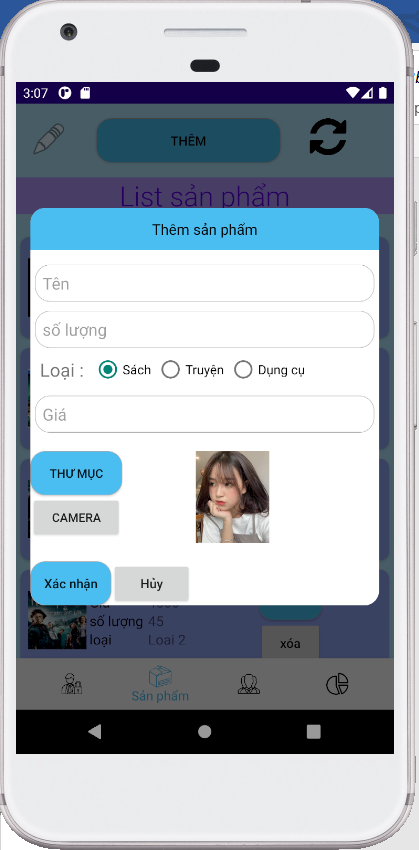 3:07
THÊM
List sản phẩm
Thêm sản phẩm
Tên
số lượng
Loại : Sách Truyện Dụng cụ
Giá
THƯ MỤC
CAMERA
Xác nhận Hủy
số lượng 45
loại Loai 2
xóa
Sản phẩm